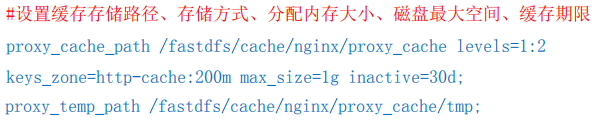 #设置缓存存储路径、存储方式、分配内存大小、磁盘最大空间、缓存期限
proxy_cache_path /fastdfs/cache/nginx/proxy_cache levels=1:2
keys_zone=http-cache:200m max_size=1g inactive=30d;
proxy_temp_path /fastdfs/cache/nginx/proxy_cache/tmp;